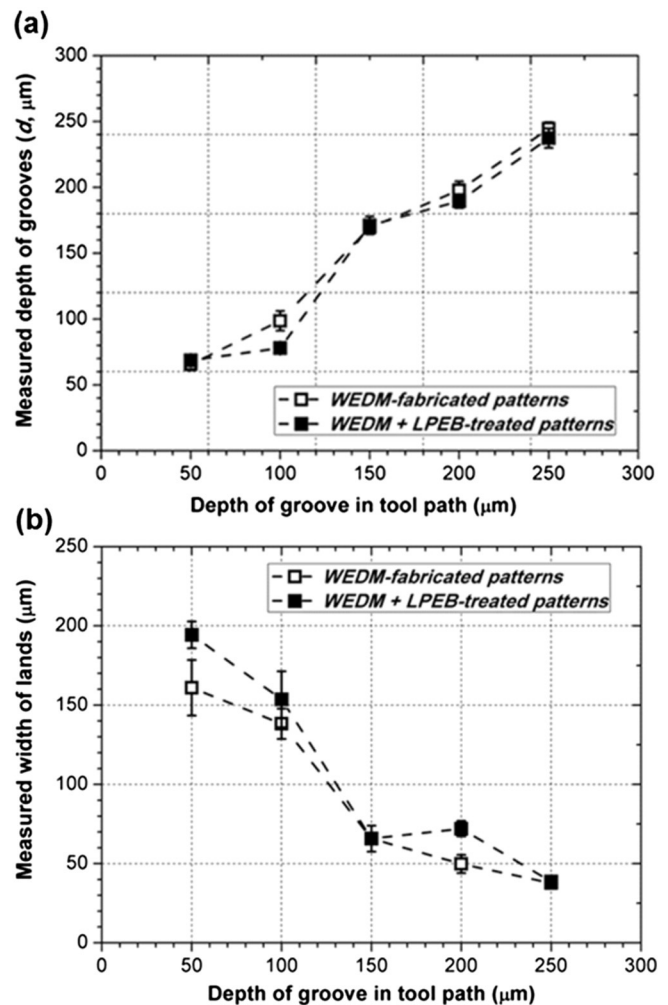 (a)
300
250
200
150
100
50
0
Measured depth of grooves (d, μm)
WEDM-fabricated patterns
WEDM + LPEB-treated patterns
0 50 100 150 200 250 300
Depth of groove in tool path (μm)
(b)
250
200
150
100
50
0
Measured width of lands (μm)
WEDM-fabricated patterns
WEDM + LPEB-treated patterns
0 50 100 150 200 250 300
Depth of groove in tool path (μm)